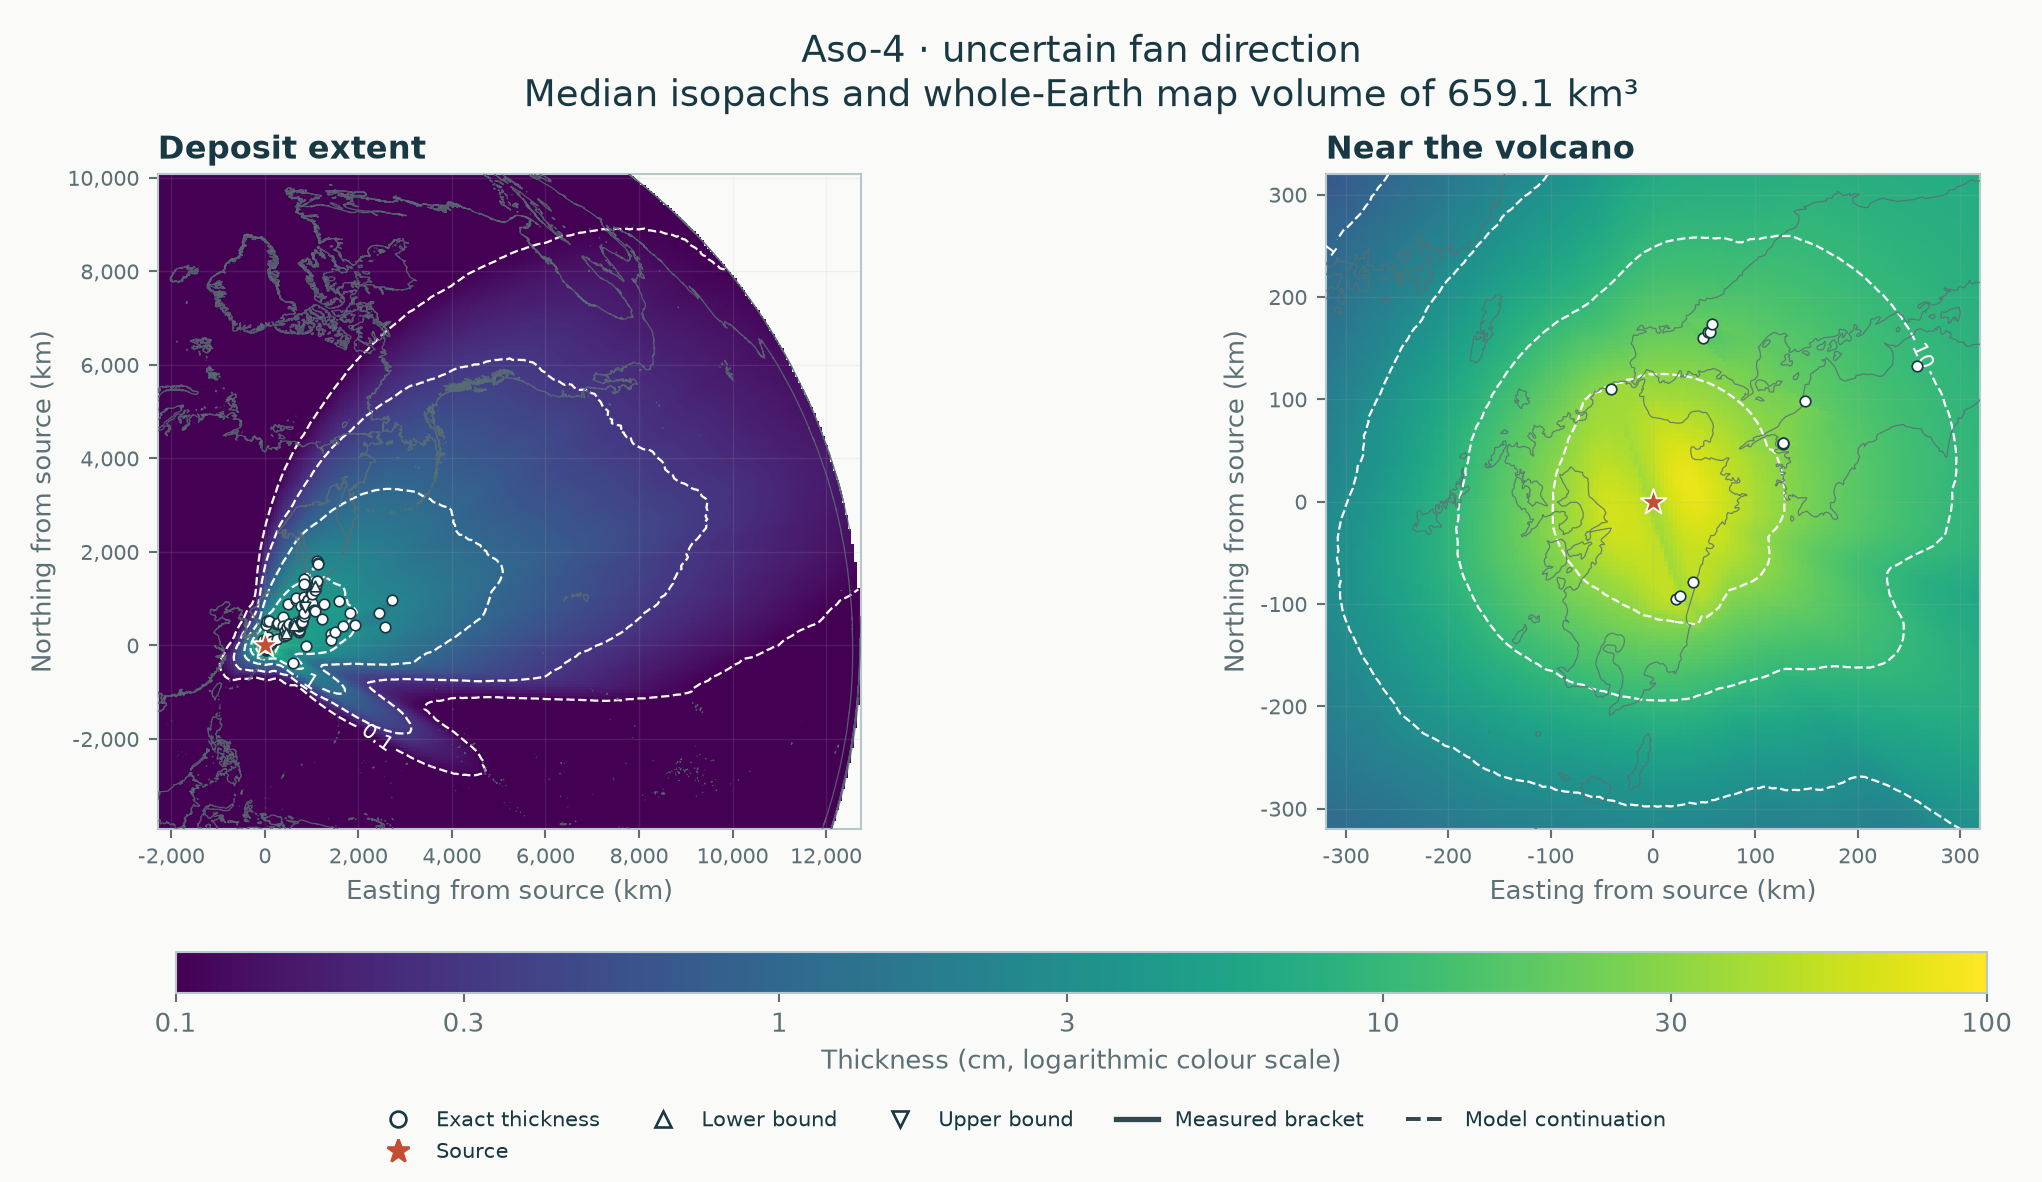 Aso-4 · uncertain fan direction
Median isopachs and whole-Earth map volume of 659.1 km³
Deposit extent
Northing from source (km)
10,000
8,000
6,000
4,000
2,000
0
-2,000
1
0.1
-2,000 0 2,000 4,000 6,000 8,000 10,000 12,000
Easting from source (km)
Near the volcano
Northing from source (km)
300
200
100
0
-100
-200
-300
1
10
-300 -200 -100 0 100 200 300
Easting from source (km)
0.1 0.3 1 3 10 30 100
Thickness (cm, logarithmic colour scale)
Exact thickness Lower bound Upper bound Measured bracket Model continuation
Source